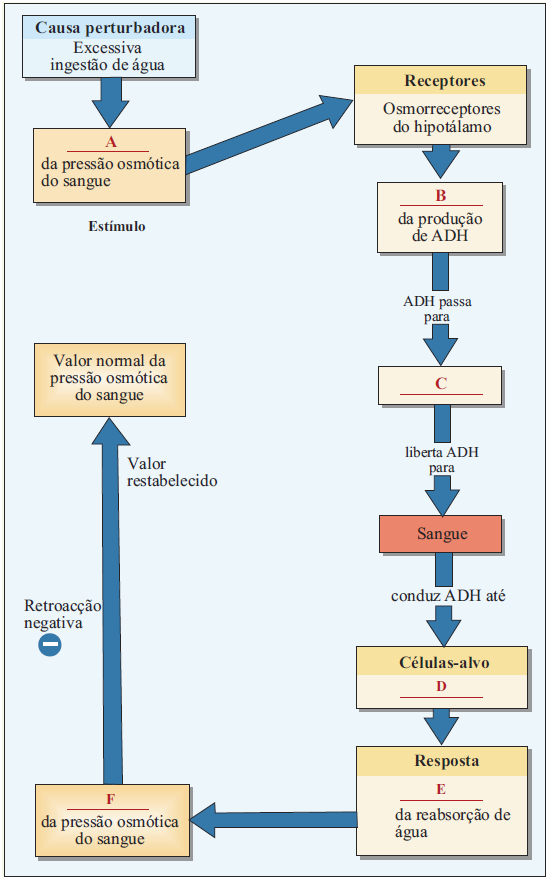 Causa perturbadora
Excessiva
ingestão de água
A
da pressão osmótica
do sangue
Estímulo
Receptores
Osmorreceptores
do hipotálamo
B
da produção
de ADH
ADH passa
para
C
liberta ADH
para
Sangue
conduz ADH até
Células-alvo
D
Resposta
E
da reabsorção de
água
F
da pressão osmótica
do sangue
Retroacção
negativa
Valor
restabelecido
Valor normal da
pressão osmótica
do sangue